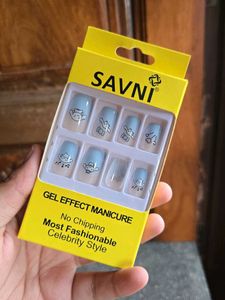 SAVNI
GEL EFFECT MANICURE
No Chipping
Most Fashionable
Celebrity Style